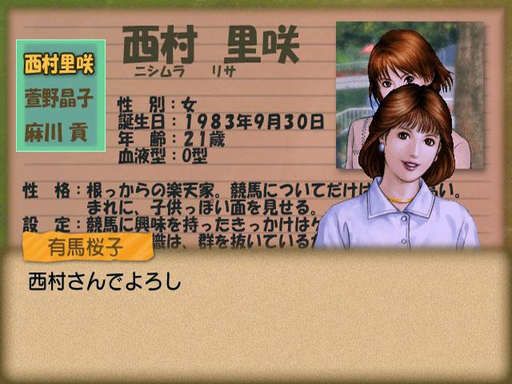 西村里咲
萱野晶子
麻川 貢
西村 里咲
ニシムラ リサ
性 別:女
誕生日:1983年9月30日
年 齢:21歳
血液型:O型
性 格:根っからの楽天家。競馬についてだけは
高い。
まれに、子供っぽい面を見せる。
設 定:競馬に興味を持ったきっかけは
識は、群を抜いている
有馬桜子
西村さんでよろし